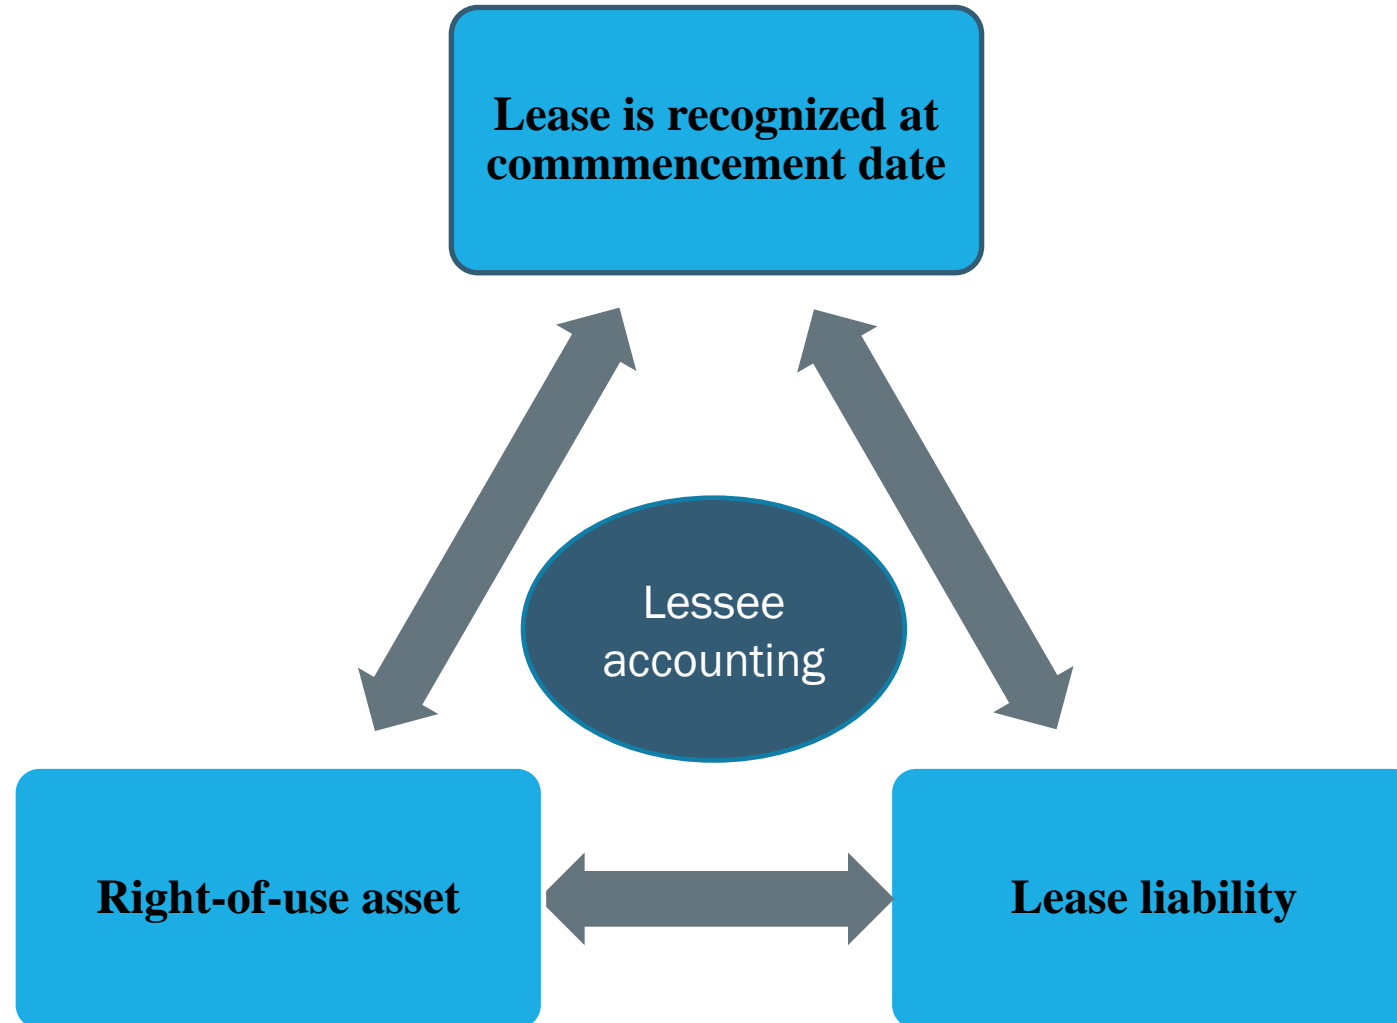 Lease is recognized at
commmencement date
Lessee
accounting
Right-of-use asset
Lease liability